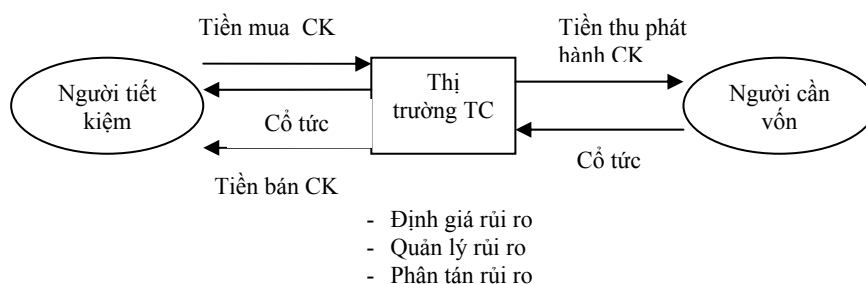 Tiền mua CK
Tiền thu phát
hành CK
Người tiết
kiệm
Thị
trường TC
Người cần
vốn
Cổ tức
Cổ tức
Tiền bán CK
- Định giá rủi ro
- Quản lý rủi ro
- Phân tán rủi ro